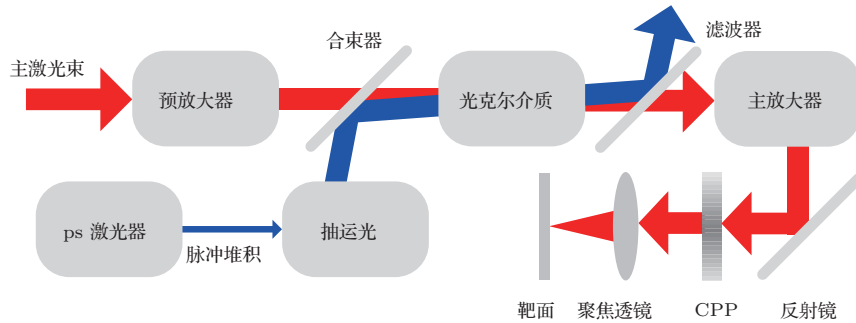 滤波器
合束器
主激光束
预放大器
光克尔介质
主放大器
ps 激光器
脉冲堆积
抽运光
靶面
聚焦透镜
CPP
反射镜